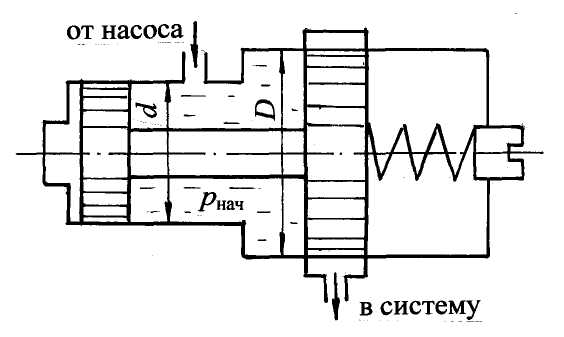 от насоса
d
D
pнач
в систему